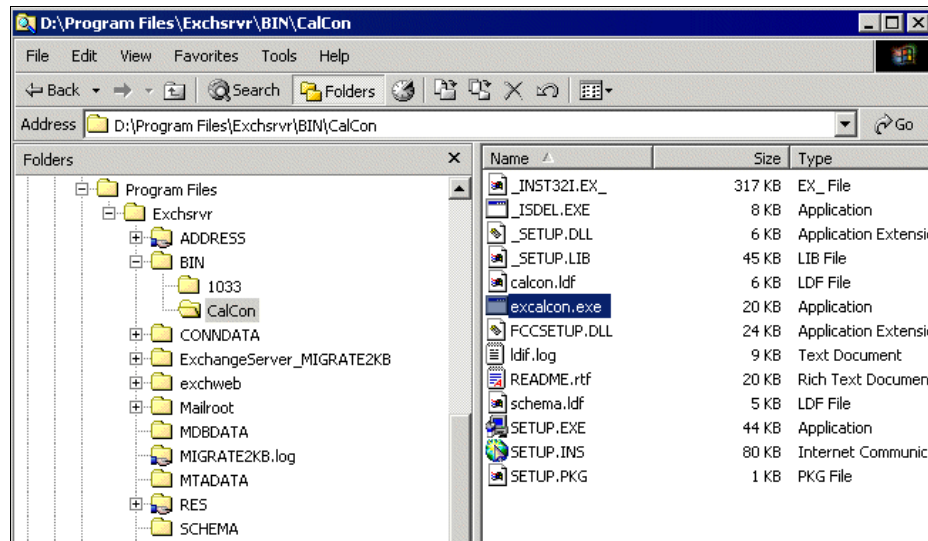 D:\Program Files\Exchsrvr\BIN\CalCon
File Edit View Favorites Tools Help
Back Search Folders
Address D:\Program Files\Exchsrvr\BIN\CalCon Go
Folders
Program Files
Exchsrvr
ADDRESS
BIN
1033
CalCon
CONNDATA
ExchangeServer_MIGRATE2KB
exchweb
Mailroot
MDBDATA
MIGRATE2KB.log
MTADATA
RES
SCHEMA
Name Size Type
_INST32I.EX_ 317 KB EX_ File
_ISDEL.EXE 8 KB Application
_SETUP.DLL 6 KB Application Extensi
_SETUP.LIB 45 KB LIB File
calcon.ldf 6 KB LDF File
excalcon.exe 20 KB Application
FCCSETUP.DLL 24 KB Application Extensi
ldif.log 9 KB Text Document
README.rtf 20 KB Rich Text Documen
schema.ldf 5 KB LDF File
SETUP.EXE 44 KB Application
SETUP.INS 80 KB Internet Communic
SETUP.PKG 1 KB PKG File